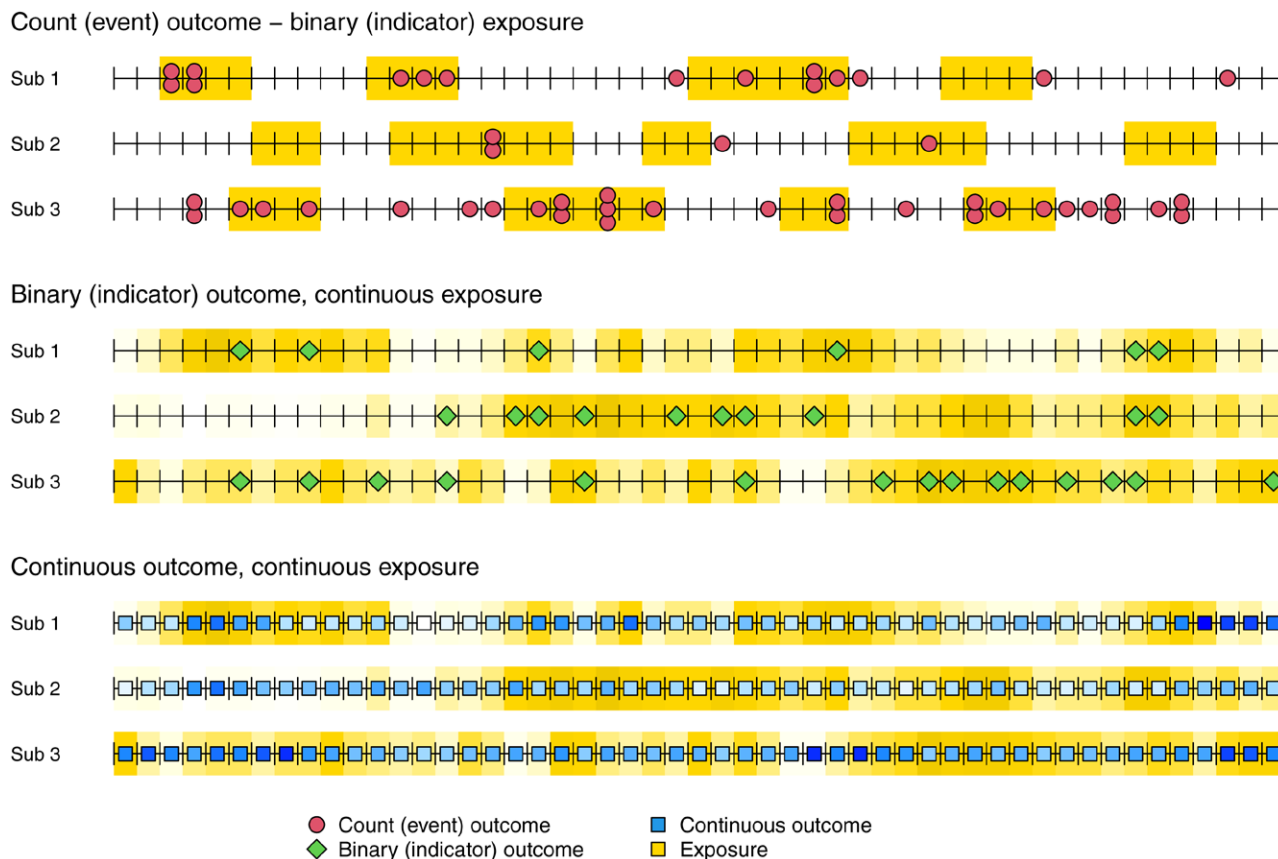 Count (event) outcome – binary (indicator) exposure
Sub 1
Sub 2
Sub 3
Binary (indicator) outcome, continuous exposure
Sub 1
Sub 2
Sub 3
Continuous outcome, continuous exposure
Sub 1
Sub 2
Sub 3
Count (event) outcome
Continuous outcome
Binary (indicator) outcome
Exposure